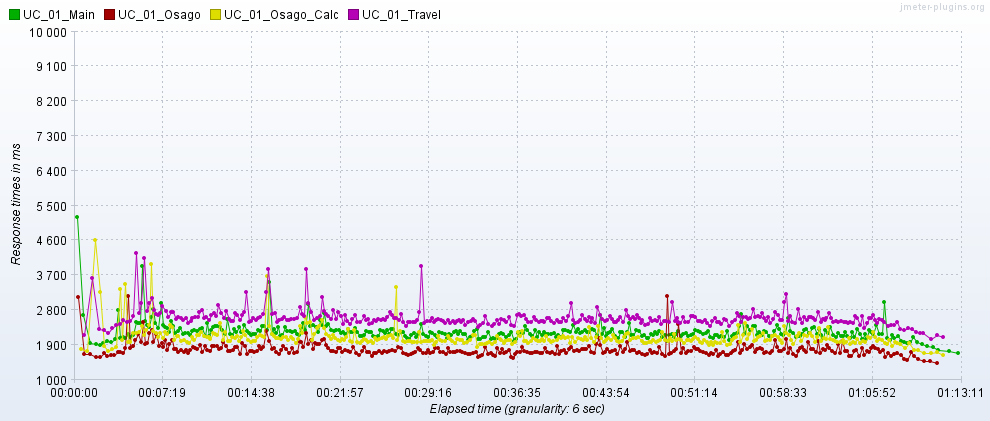 UC_01_Main UC_01_Osago UC_01_Osago_Calc UC_01_Travel
jmeter-plugins.org
10 000
9 100
8 200
7 300
6 400
5 500
4 600
3 700
2 800
1 900
1 000
Response times in ms
00:00:00 00:07:19 00:14:38 00:21:57 00:29:16 00:36:35 00:43:54 00:51:14 00:58:33 01:05:52 01:13:11
Elapsed time (granularity: 6 sec)